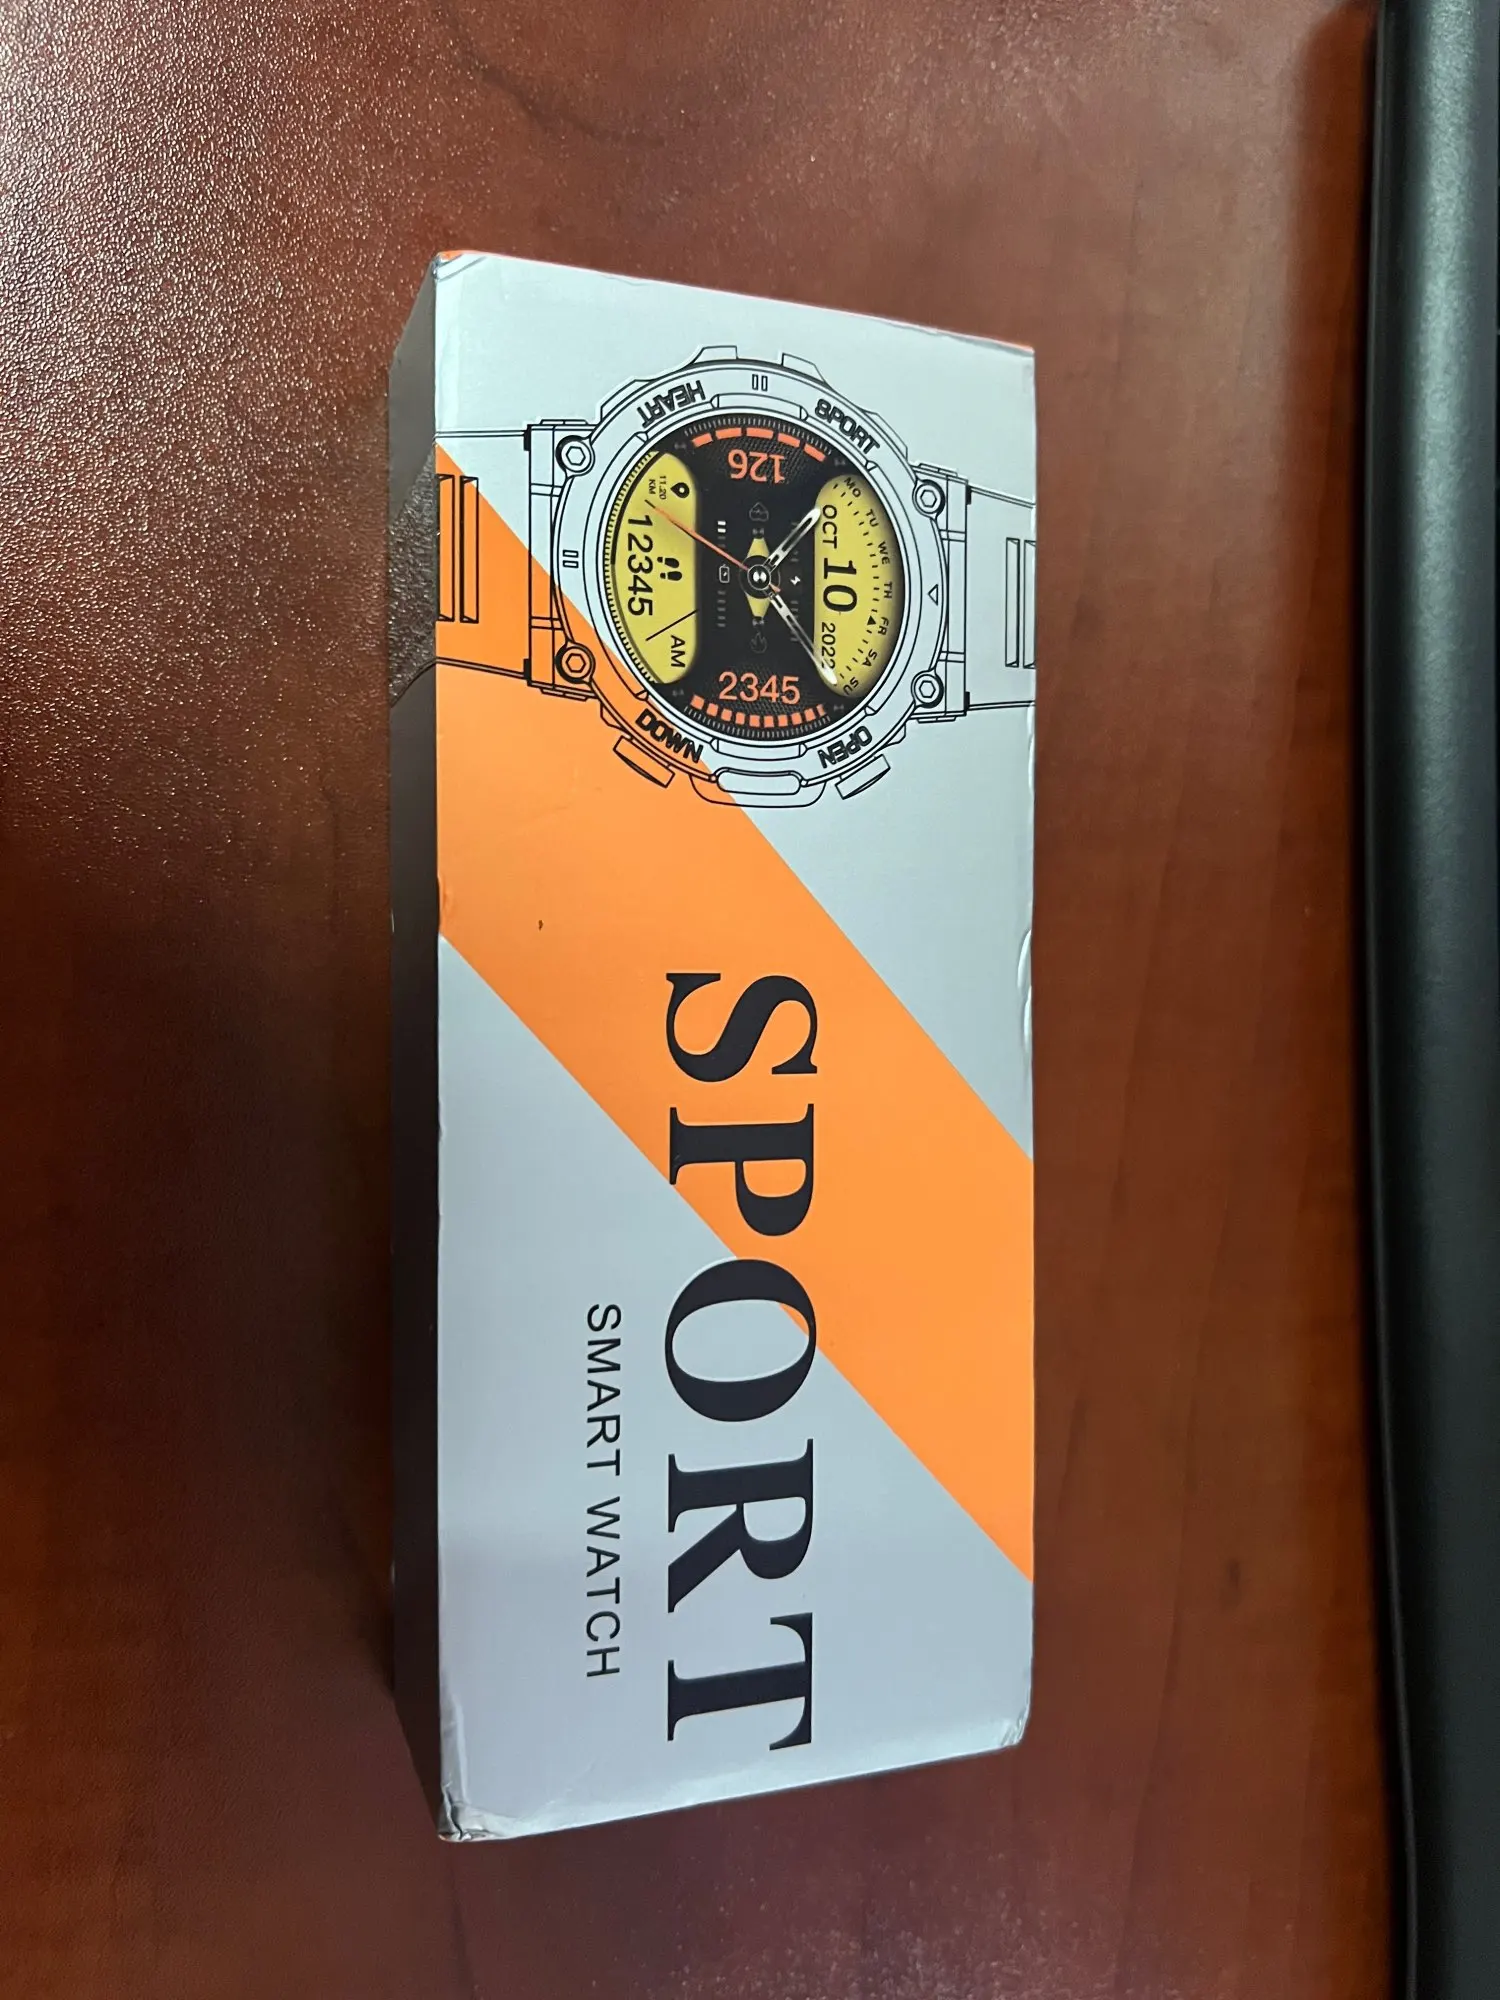 HEART
SPORT
126
MO TU WE TH FR SA SU
OCT 10 2022
11.20
KM
12345
AM
2345
DOWN
OPEN
SPORT
SMART WATCH